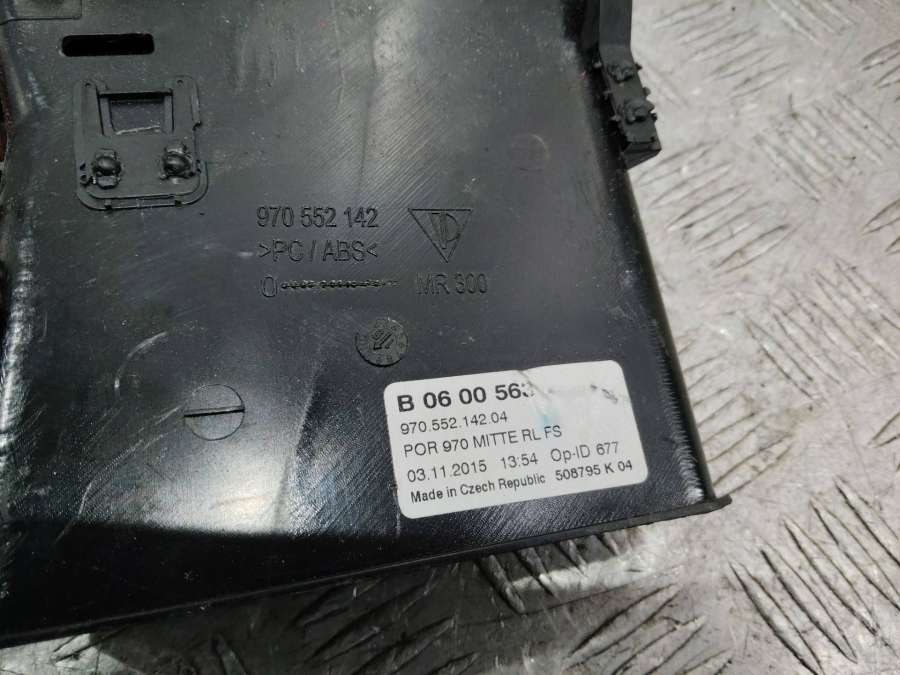 970 552 142
>PC/ABS<
MR 300
B 06 00 563
970.552.142.04
POR 970 MITTE RL FS
03.11.2015 13:54 Op-ID 677
Made in Czech Republic 508795 K 04